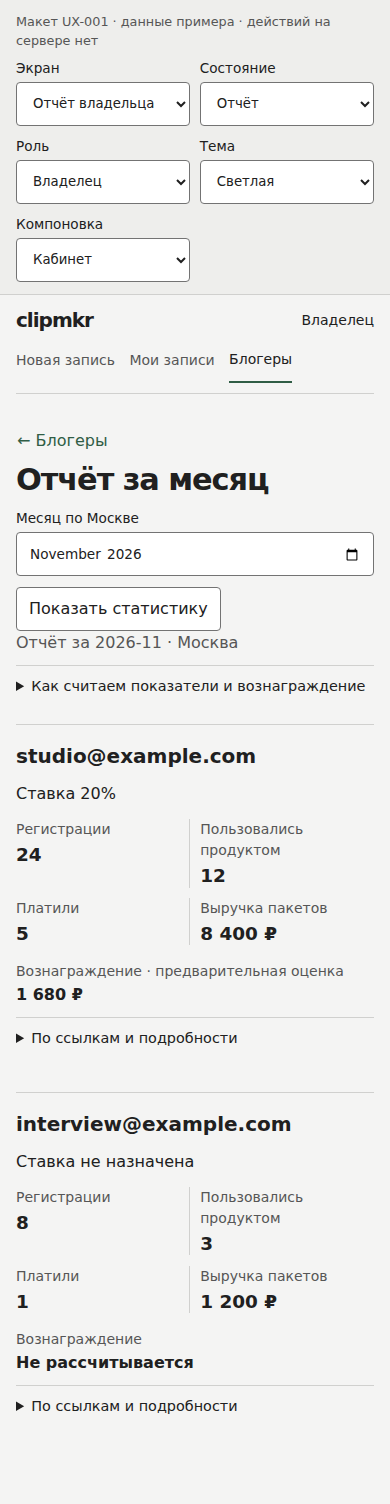 Макет UX-001 · данные примера · действий на
сервере нет
Экран
Состояние
Отчёт владельца
Отчёт
Роль
Тема
Владелец
Светлая
Компоновка
Кабинет
clipmkr
Владелец
Новая запись
Мои записи
Блогеры
← Блогеры
Отчёт за месяц
Месяц по Москве
November 2026
Показать статистику
Отчёт за 2026-11 · Москва
Как считаем показатели и вознаграждение
studio@example.com
Ставка 20%
Регистрации
24
Пользовались
продуктом
12
Платили
5
Выручка пакетов
8 400 ₽
Вознаграждение · предварительная оценка
1 680 ₽
По ссылкам и подробности
interview@example.com
Ставка не назначена
Регистрации
8
Пользовались
продуктом
3
Платили
1
Выручка пакетов
1 200 ₽
Вознаграждение
Не рассчитывается
По ссылкам и подробности